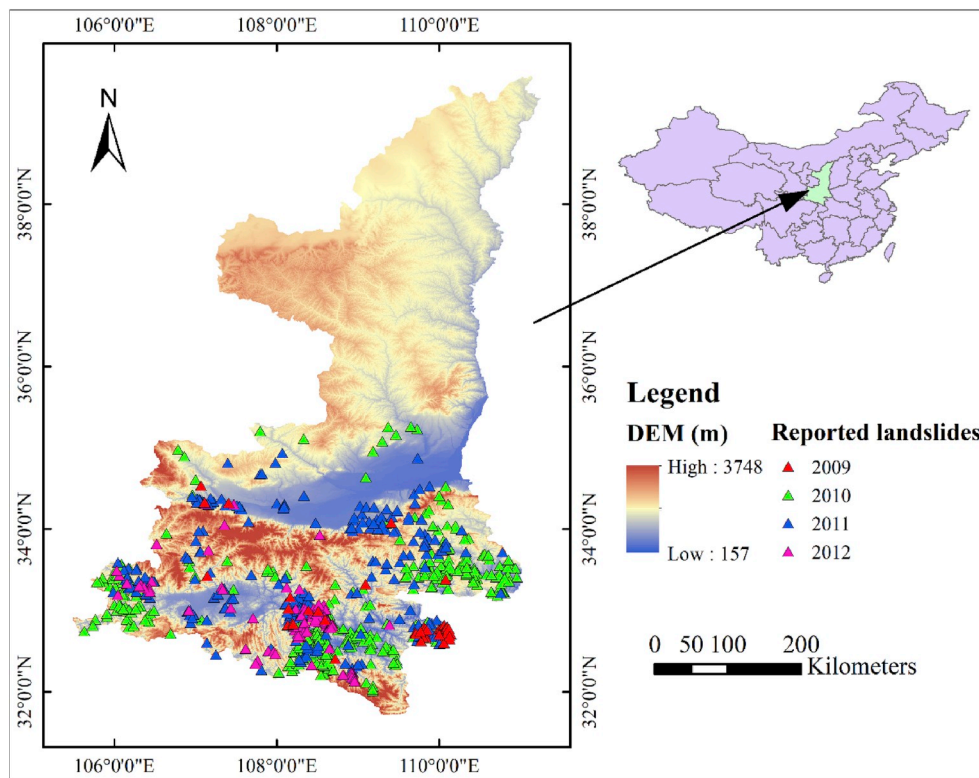 106°0'0"E 108°0'0"E 110°0'0"E
N
38°0'0"N
36°0'0"N
34°0'0"N
32°0'0"N
38°0'0"N
36°0'0"N
34°0'0"N
32°0'0"N
106°0'0"E 108°0'0"E 110°0'0"E
Legend
DEM (m)
High : 3748
Low : 157
Reported landslides
2009
2010
2011
2012
0 50 100 200
Kilometers